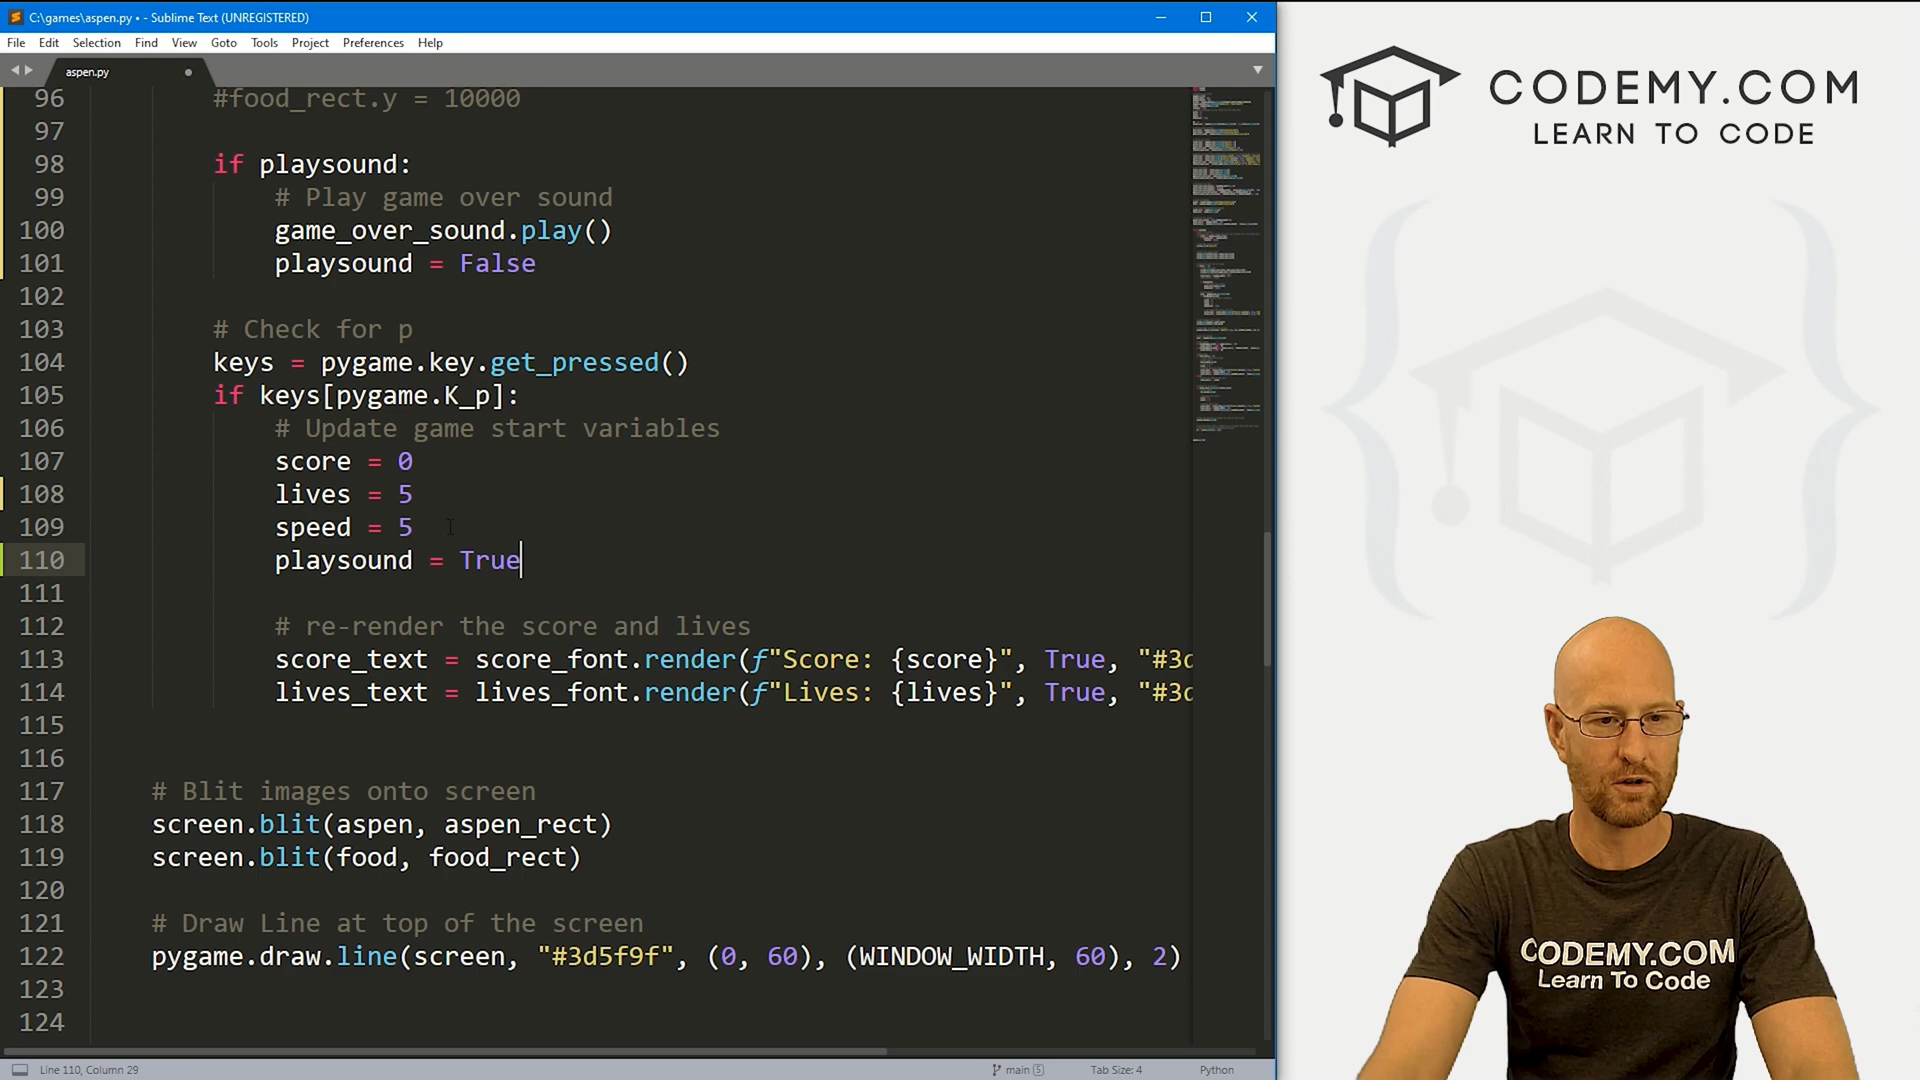 C:\games\aspen.py • - Sublime Text (UNREGISTERED)
File Edit Selection Find View Goto Tools Project Preferences Help
aspen.py
96 #food_rect.y = 10000
97
98 if playsound:
99 # Play game over sound
100 game_over_sound.play()
101 playsound = False
102
103 # Check for p
104 keys = pygame.key.get_pressed()
105 if keys[pygame.K_p]:
106 # Update game start variables
107 score = 0
108 lives = 5
109 speed = 5
110 playsound = True
111
112 # re-render the score and lives
113 score_text = score_font.render(f"Score: {score}", True, "#3d
114 lives_text = lives_font.render(f"Lives: {lives}", True, "#3d
115
116
117 # Blit images onto screen
118 screen.blit(aspen, aspen_rect)
119 screen.blit(food, food_rect)
120
121 # Draw Line at top of the screen
122 pygame.draw.line(screen, "#3d5f9f", (0, 60), (WINDOW_WIDTH, 60), 2)
123
124
Line 110, Column 29
main 5
Tab Size: 4
Python
CODEMY.COM
LEARN TO CODE
CODEMY.COM
Learn To Code